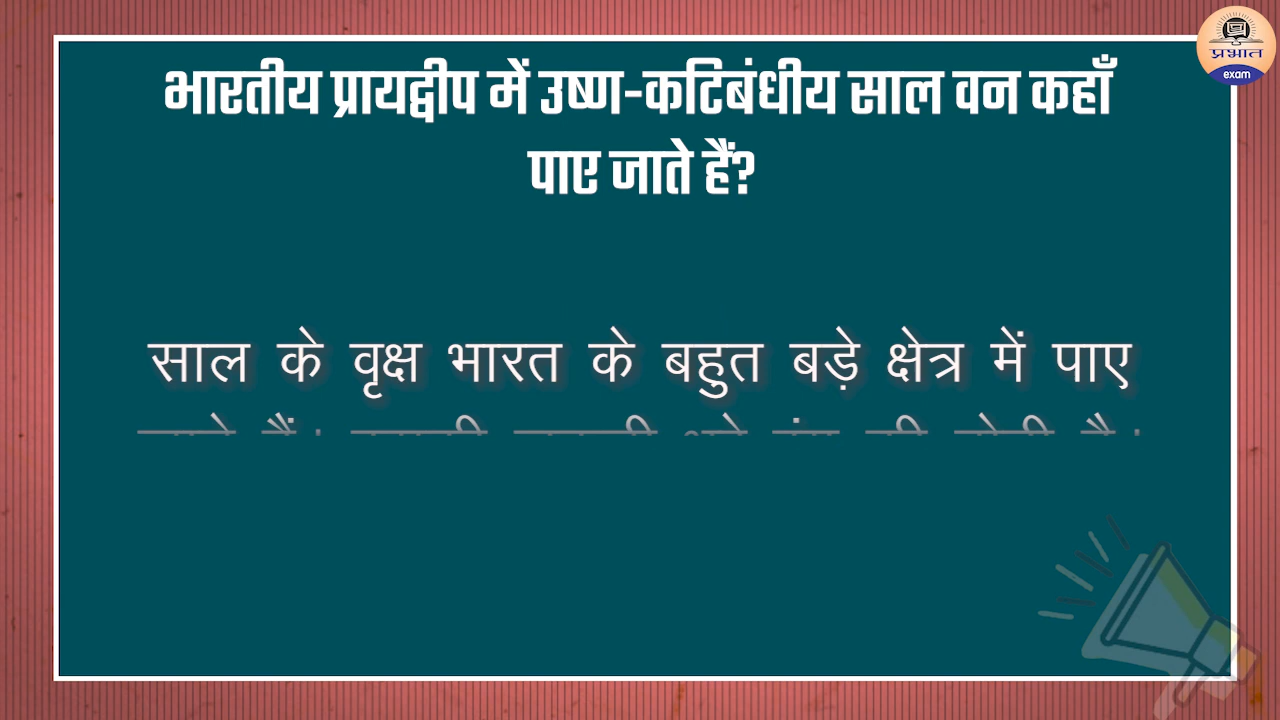 प्रभात
exam
भारतीय प्रायद्वीप में उष्ण-कटिबंधीय साल वन कहाँ
पाए जाते हैं?
साल के वृक्ष भारत के बहुत बड़े क्षेत्र में पाए